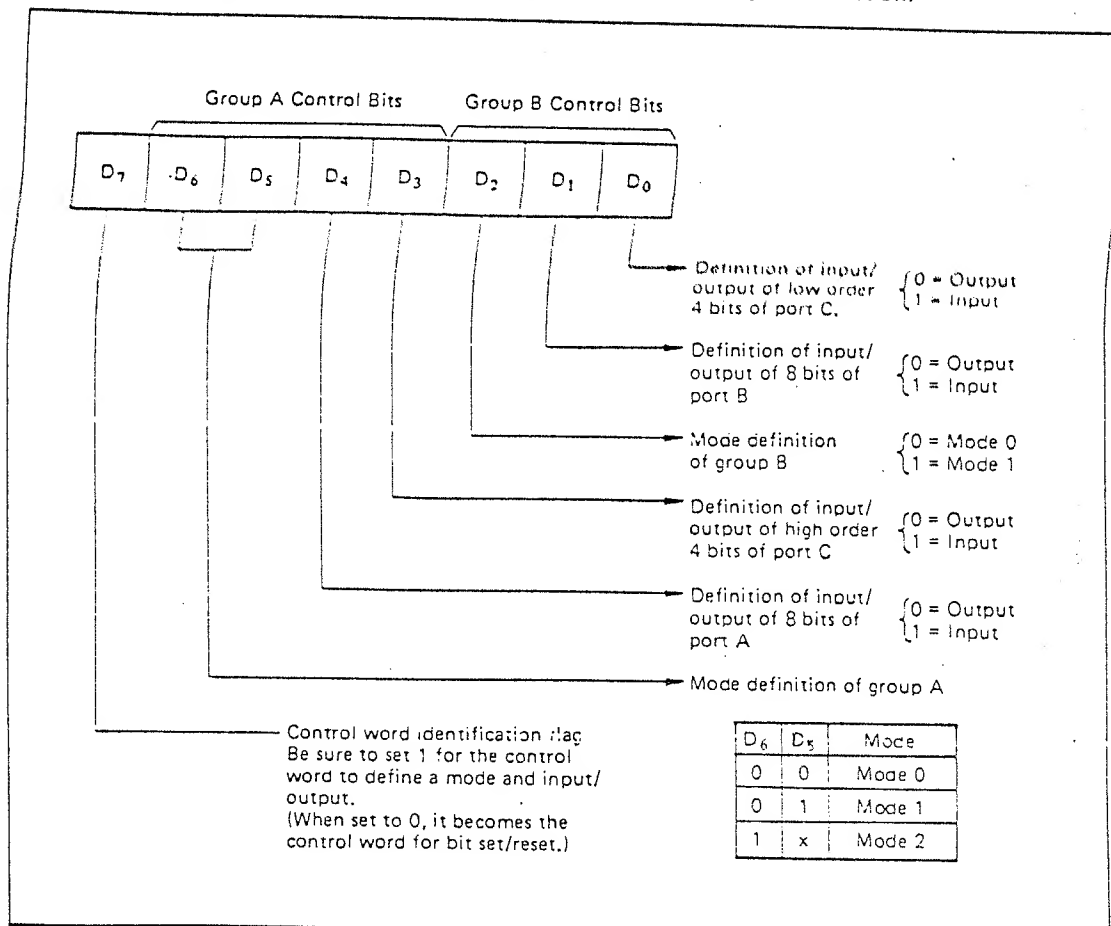 Group A Control Bits
Group B Control Bits
D7
D6
D5
D4
D3
D2
D1
D0
Definition of input/
output of low order
4 bits of port C.
0 = Output
1 = Input
Definition of input/
output of 8 bits of
port B
0 = Output
1 = Input
Mode definition
of group B
0 = Mode 0
1 = Mode 1
Definition of input/
output of high order
4 bits of port C
0 = Output
1 = Input
Definition of input/
output of 8 bits of
port A
0 = Output
1 = Input
Mode definition of group A
Control word identification flag
Be sure to set 1 for the control
word to define a mode and input/
output.
(When set to 0, it becomes the
control word for bit set/reset.)
D6 D5 Mode
0 0 Mode 0
0 1 Mode 1
1 x Mode 2